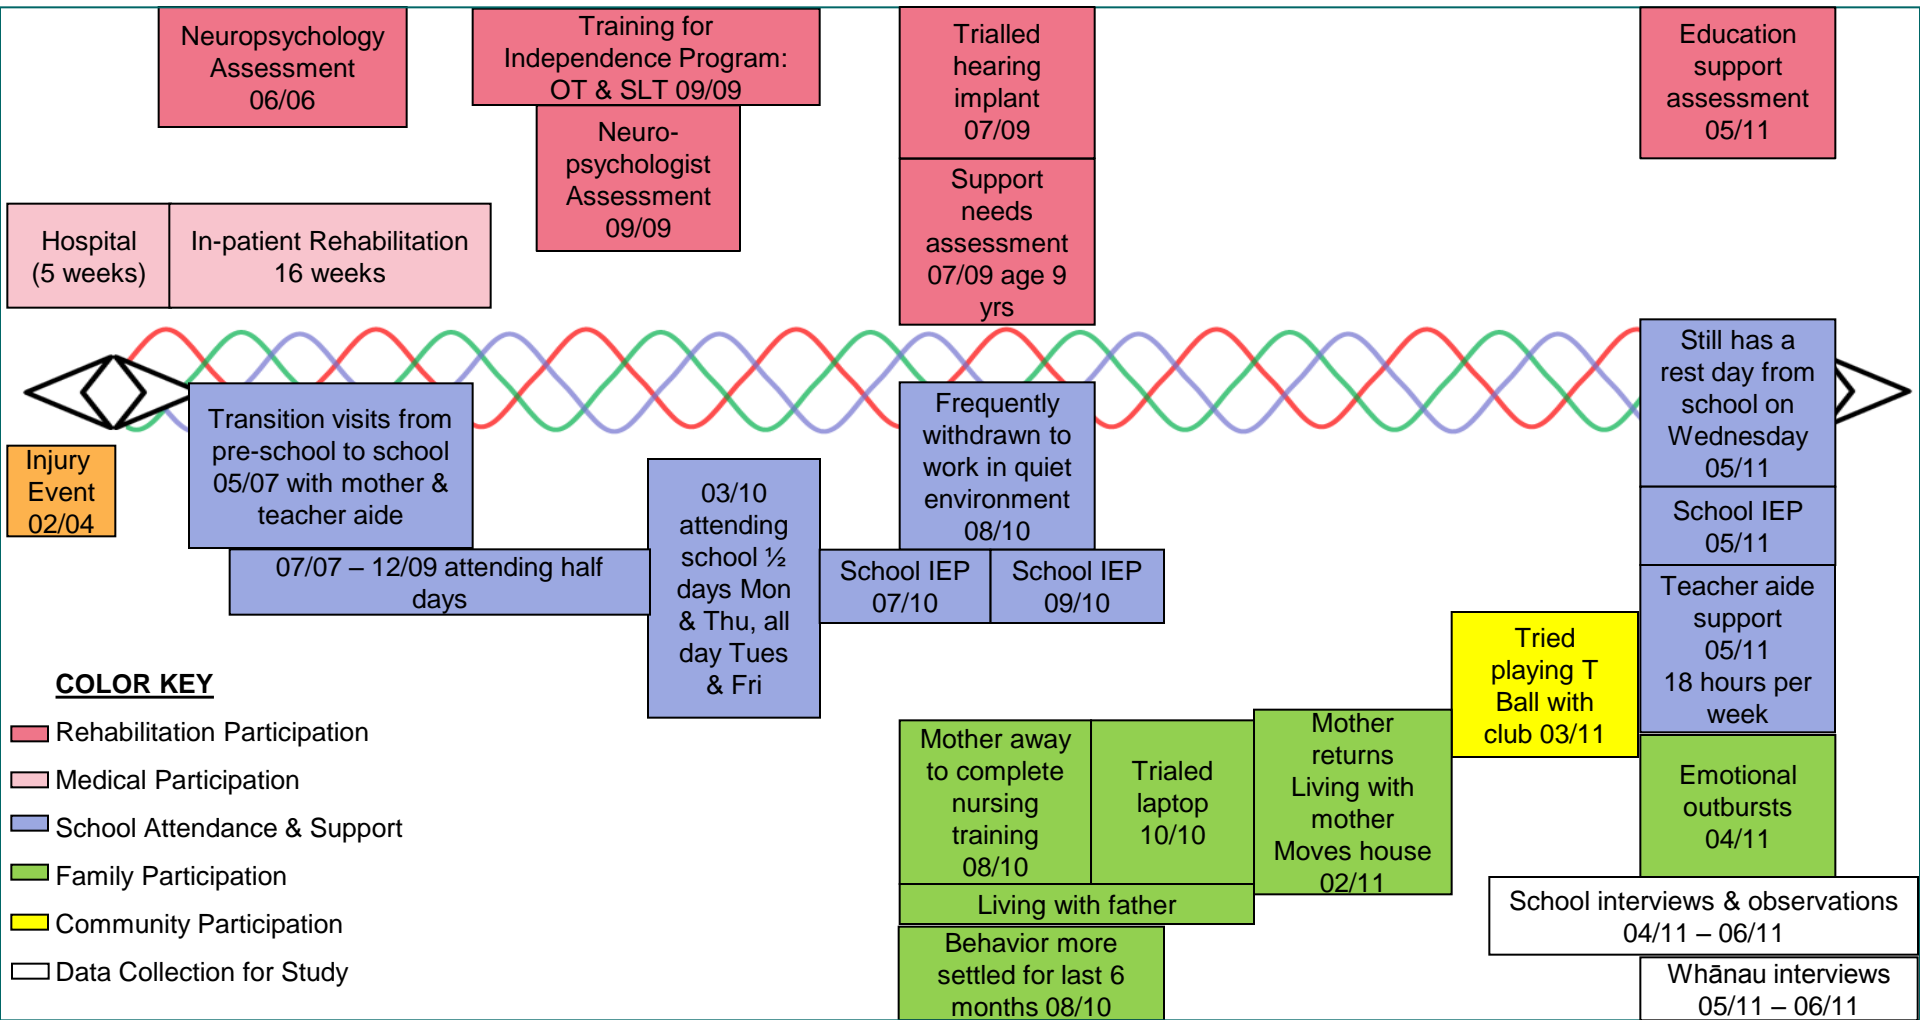 Neuropsychology
Assessment
06/06
Training for
Independence Program:
OT & SLT 09/09
Neuro-
psychologist
Assessment
09/09
Trialled
hearing
implant
07/09
Support
needs
assessment
07/09 age 9
yrs
Education
support
assessment
05/11
Hospital
(5 weeks)
In-patient Rehabilitation
16 weeks
Injury
Event
02/04
Transition visits from
pre-school to school
05/07 with mother &
teacher aide
07/07 – 12/09 attending half
days
03/10
attending
school ½
days Mon
& Thu, all
day Tues
& Fri
Frequently
withdrawn to
work in quiet
environment
08/10
School IEP
07/10
School IEP
09/10
Still has a
rest day from
school on
Wednesday
05/11
School IEP
05/11
Teacher aide
support
05/11
18 hours per
week
Tried
playing T
Ball with
club 03/11
Mother away
to complete
nursing
training
08/10
Trialed
laptop
10/10
Mother
returns
Living with
mother
Moves house
02/11
Living with father
Behavior more
settled for last 6
months 08/10
Emotional
outbursts
04/11
School interviews & observations
04/11 – 06/11
Whānau interviews
05/11 – 06/11
COLOR KEY
Rehabilitation Participation
Medical Participation
School Attendance & Support
Family Participation
Community Participation
Data Collection for Study